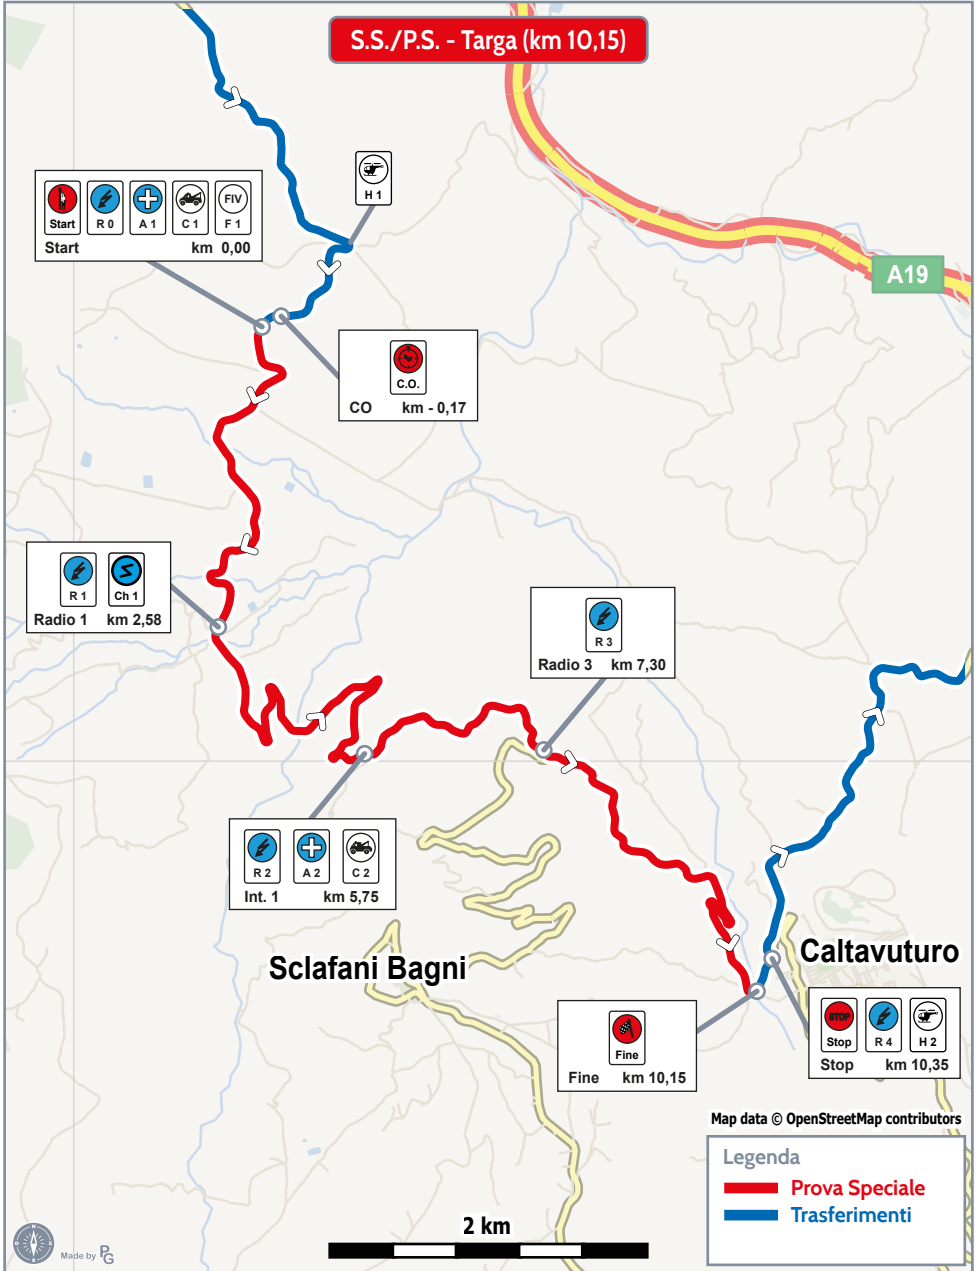 S.S./P.S. - Targa (km 10,15)
H 1
Start R 0 A 1 C 1 FIV F 1
Start km 0,00
A19
C.O.
CO km - 0,17
R 1 Ch 1
Radio 1 km 2,58
R 3
Radio 3 km 7,30
R 2 A 2 C 2
Int. 1 km 5,75
Sclafani Bagni
Caltavuturo
Fine
Fine km 10,15
STOP
Stop R 4 H 2
Stop km 10,35
Map data © OpenStreetMap contributors
Legenda
Prova Speciale
Trasferimenti
2 km
Made by PG